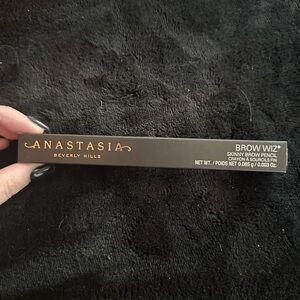 ANASTASIA
BEVERLY HILLS
BROW WIZ®
SKINNY BROW PENCIL
CRAYON À SOURCILS FIN
NET WT. / POIDS NET 0.085 g / 0.003 Oz.